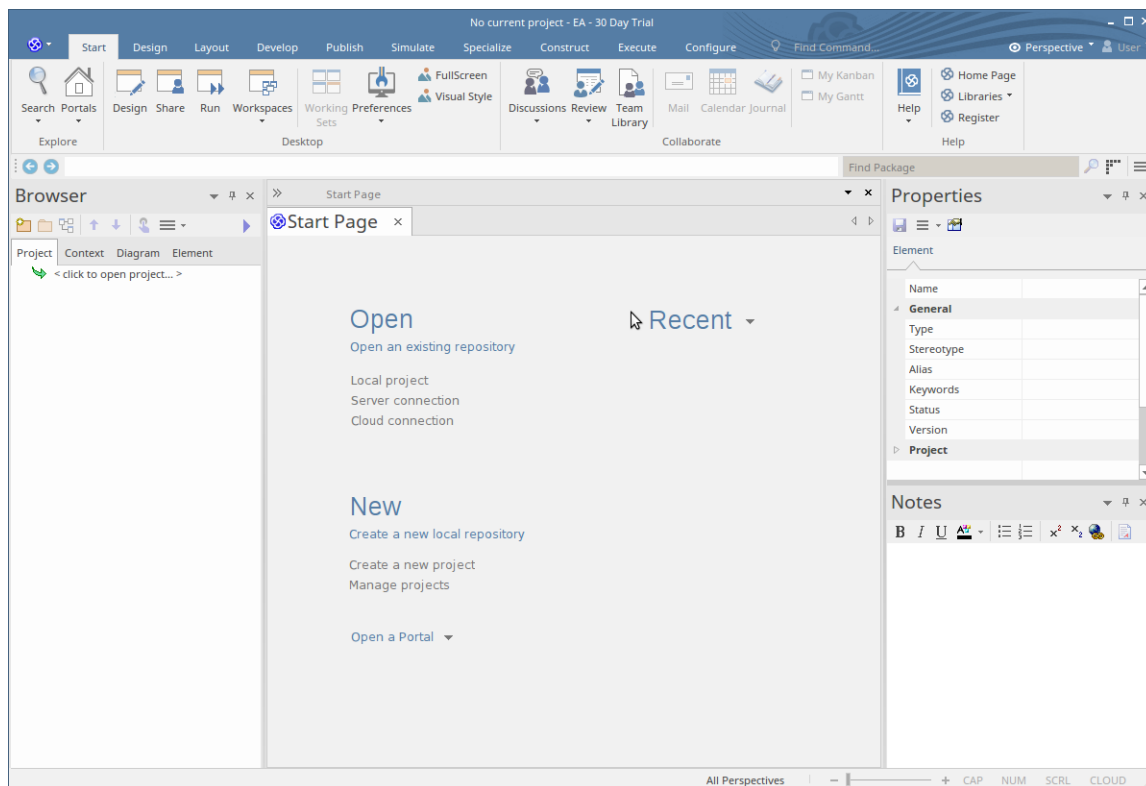 No current project - EA - 30 Day Trial
Start Design Layout Develop Publish Simulate Specialize Construct Execute Configure Find Command... Perspective User
Search Portals Design Share Run Workspaces Working Sets Preferences FullScreen Visual Style Discussions Review Team Library Mail Calendar Journal My Kanban My Gantt Help Home Page Libraries Register
Explore Desktop Collaborate Help
Find Package
Browser
Project Context Diagram Element
< click to open project... >
Start Page
Start Page
Open
Open an existing repository
Local project
Server connection
Cloud connection
Recent
New
Create a new local repository
Create a new project
Manage projects
Open a Portal
Properties
Element
Name
General
Type
Stereotype
Alias
Keywords
Status
Version
Project
Notes
B I U x² x₂
All Perspectives CAP NUM SCRL CLOUD